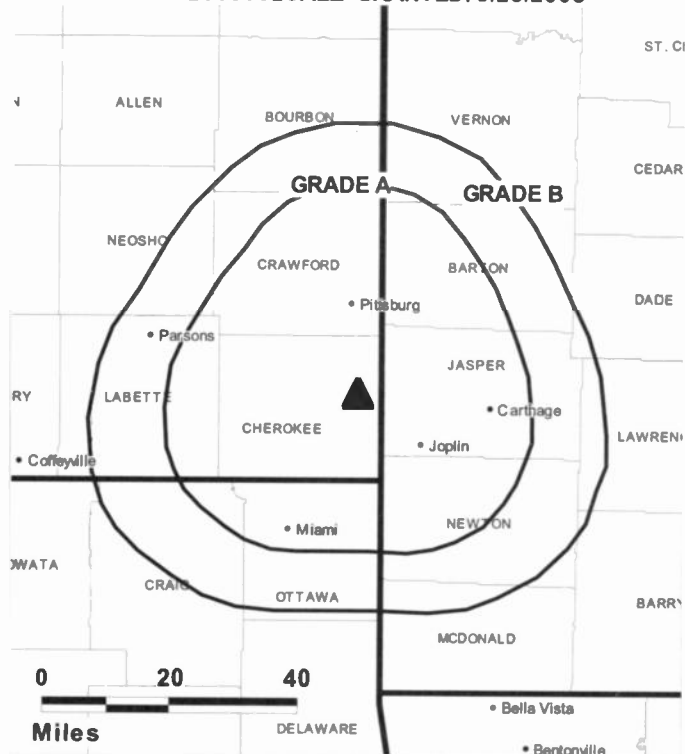 ST. C
ALLEN
BOURBON
VERNON
CEDAR
GRADE A
GRADE B
NEOSHO
CRAWFORD
BARTON
DADE
Pittsburg
Parsons
JASPER
RY
LABETTE
Carthage
CHEROKEE
Joplin
LAWREN
Coffeyville
Miami
NEWTON
OWATA
CRAIG
OTTAWA
BARRY
MCDONALD
0 20 40
Miles
Bella Vista
DELAWARE
Bentonville